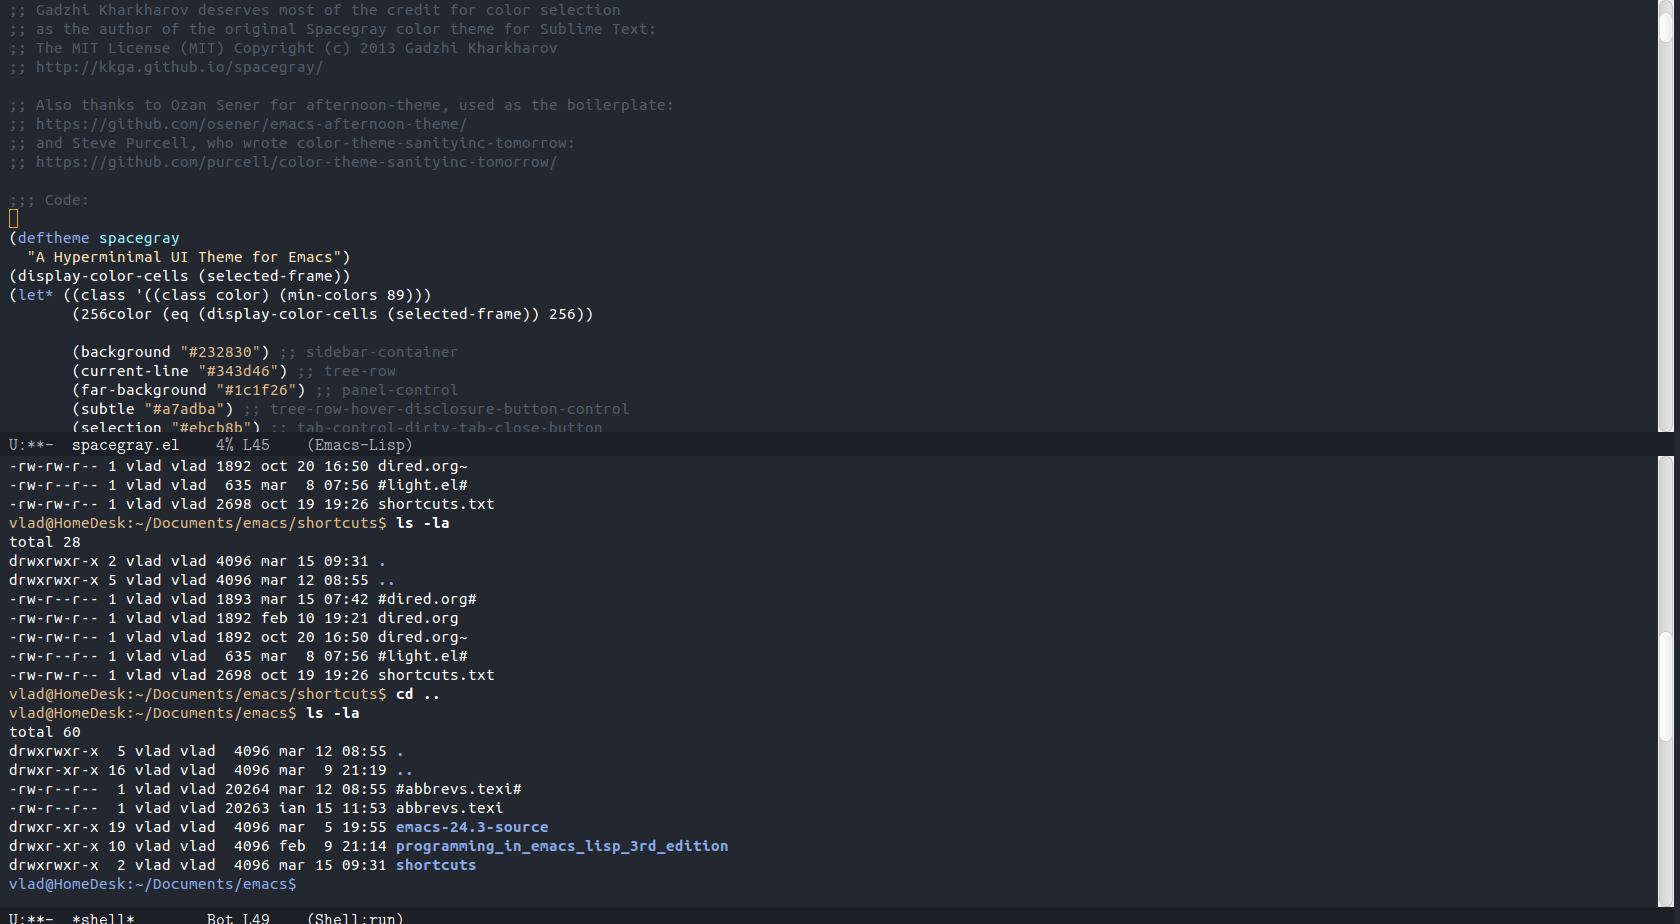 ;; Gadzhi Kharkharov deserves most of the credit for color selection
;; as the author of the original Spacegray color theme for Sublime Text:
;; The MIT License (MIT) Copyright (c) 2013 Gadzhi Kharkharov
;; http://kkga.github.io/spacegray/

;; Also thanks to Ozan Sener for afternoon-theme, used as the boilerplate:
;; https://github.com/osener/emacs-afternoon-theme/
;; and Steve Purcell, who wrote color-theme-sanityinc-tomorrow:
;; https://github.com/purcell/color-theme-sanityinc-tomorrow/

;;; Code:

(deftheme spacegray
  "A Hyperminimal UI Theme for Emacs")
(display-color-cells (selected-frame))
(let* ((class '((class color) (min-colors 89)))
       (256color (eq (display-color-cells (selected-frame)) 256))

       (background "#232830") ;; sidebar-container
       (current-line "#343d46") ;; tree-row
       (far-background "#1c1f26") ;; panel-control
       (subtle "#a7adba") ;; tree-row-hover-disclosure-button-control
       (selection "#ebcb8b") ;; tab-control-dirty-tab-close-button
U:**-  spacegray.el    4% L45    (Emacs-Lisp)
-rw-rw-r-- 1 vlad vlad 1892 oct 20 16:50 dired.org~
-rw-r--r-- 1 vlad vlad  635 mar  8 07:56 #light.el#
-rw-rw-r-- 1 vlad vlad 2698 oct 19 19:26 shortcuts.txt
vlad@HomeDesk:~/Documents/emacs/shortcuts$ ls -la
total 28
drwxrwxr-x 2 vlad vlad 4096 mar 15 09:31 .
drwxrwxr-x 5 vlad vlad 4096 mar 12 08:55 ..
-rw-r--r-- 1 vlad vlad 1893 mar 15 07:42 #dired.org#
-rw-rw-r-- 1 vlad vlad 1892 feb 10 19:21 dired.org
-rw-rw-r-- 1 vlad vlad 1892 oct 20 16:50 dired.org~
-rw-r--r-- 1 vlad vlad  635 mar  8 07:56 #light.el#
-rw-rw-r-- 1 vlad vlad 2698 oct 19 19:26 shortcuts.txt
vlad@HomeDesk:~/Documents/emacs/shortcuts$ cd ..
vlad@HomeDesk:~/Documents/emacs$ ls -la
total 60
drwxrwxr-x  5 vlad vlad  4096 mar 12 08:55 .
drwxr-xr-x 16 vlad vlad  4096 mar  9 21:19 ..
-rw-r--r--  1 vlad vlad 20264 mar 12 08:55 #abbrevs.texi#
-rw-r--r--  1 vlad vlad 20263 ian 15 11:53 abbrevs.texi
drwxr-xr-x 19 vlad vlad  4096 mar  5 19:55 emacs-24.3-source
drwxr-xr-x 10 vlad vlad  4096 feb  9 21:14 programming_in_emacs_lisp_3rd_edition
drwxrwxr-x  2 vlad vlad  4096 mar 15 09:31 shortcuts
vlad@HomeDesk:~/Documents/emacs$
U:**-  *shell*        Bot L49    (Shell:run)